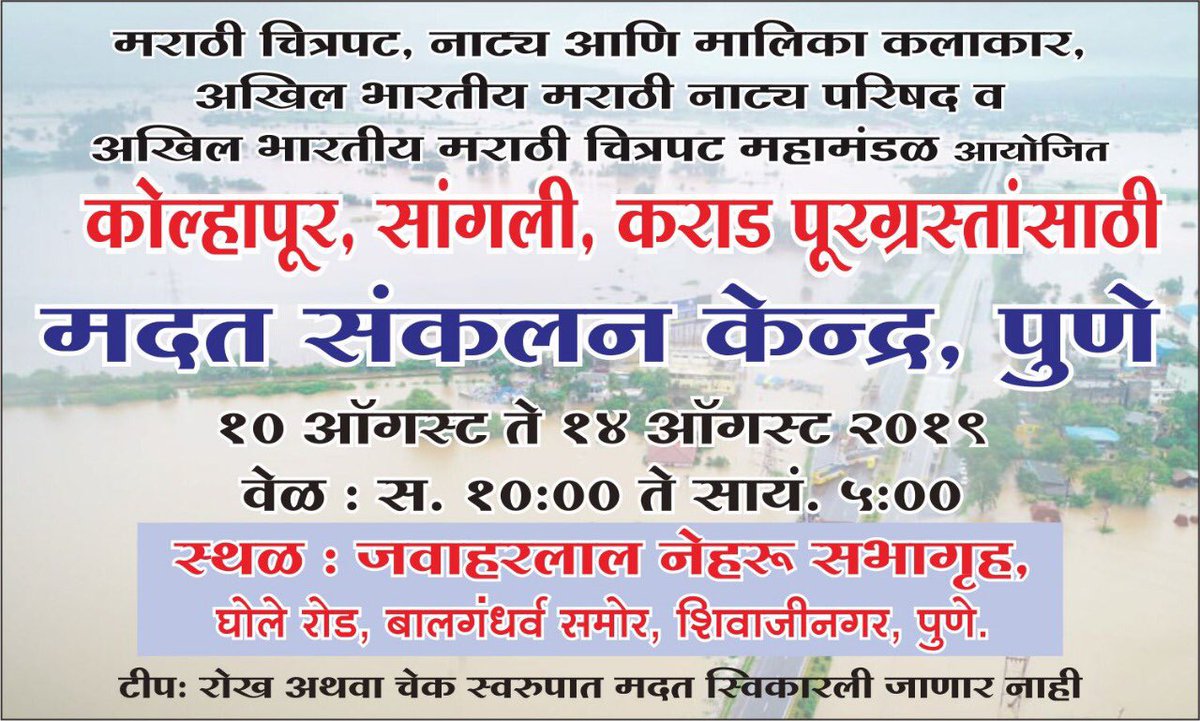 मराठी चित्रपट, नाट्य आणि मालिका कलाकार,
अखिल भारतीय मराठी नाट्य परिषद व
अखिल भारतीय मराठी चित्रपट महामंडळ आयोजित
कोल्हापूर, सांगली, कराड पूरग्रस्तांसाठी
मदत संकलन केन्द्र, पुणे
१० ऑगस्ट ते १४ ऑगस्ट २०१९
वेळ : स. १०:०० ते सायं. ५:००
स्थळ : जवाहरलाल नेहरू सभागृह,
घोले रोड, बालगंधर्व समोर, शिवाजीनगर, पुणे.
टीप: रोख अथवा चेक स्वरुपात मदत स्विकारली जाणार नाही